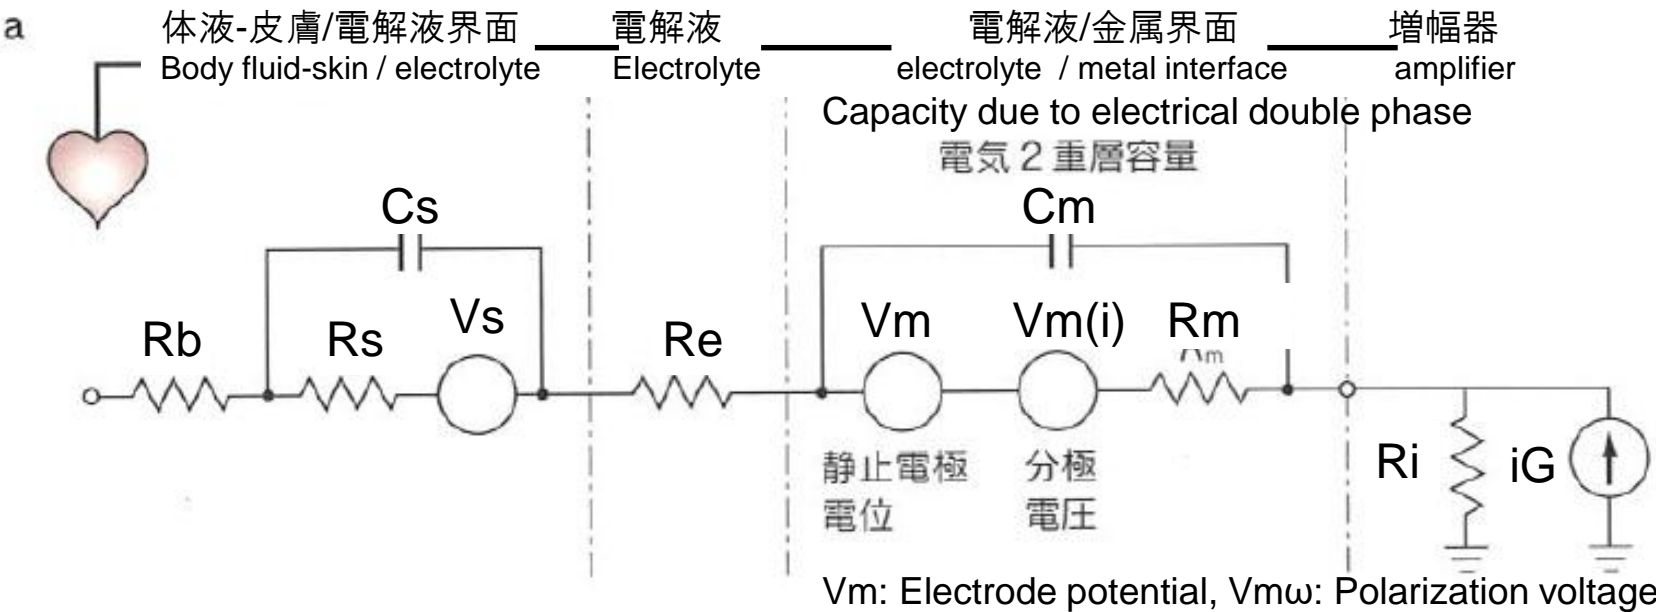 a
体液-皮膚/電解液界面 電解液 電解液/金属界面 増幅器
Body fluid-skin / electrolyte Electrolyte electrolyte / metal interface amplifier
Capacity due to electrical double phase
電気2重層容量
Cs Cm
Vs Vm Vm(i) Rm
Rb Rs Re
静止電極 分極
電位 電圧
Ri iG
Vm: Electrode potential, Vmω: Polarization voltage